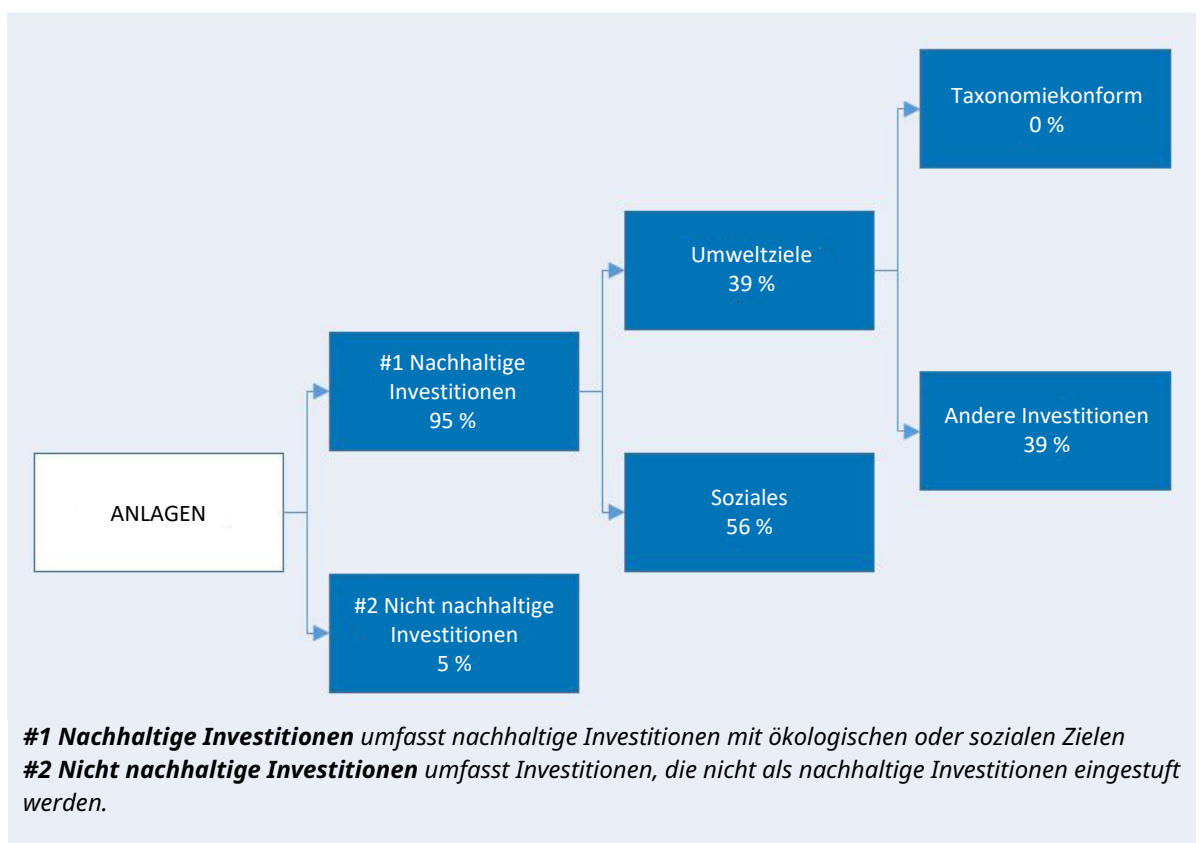 Taxonomiekonform
0 %
Umweltziele
39 %
#1 Nachhaltige
Investitionen
95 %
Andere Investitionen
39 %
ANLAGEN
Soziales
56 %
#2 Nicht nachhaltige
Investitionen
5 %
#1 Nachhaltige Investitionen umfasst nachhaltige Investitionen mit ökologischen oder sozialen Zielen
#2 Nicht nachhaltige Investitionen umfasst Investitionen, die nicht als nachhaltige Investitionen eingestuft
werden.